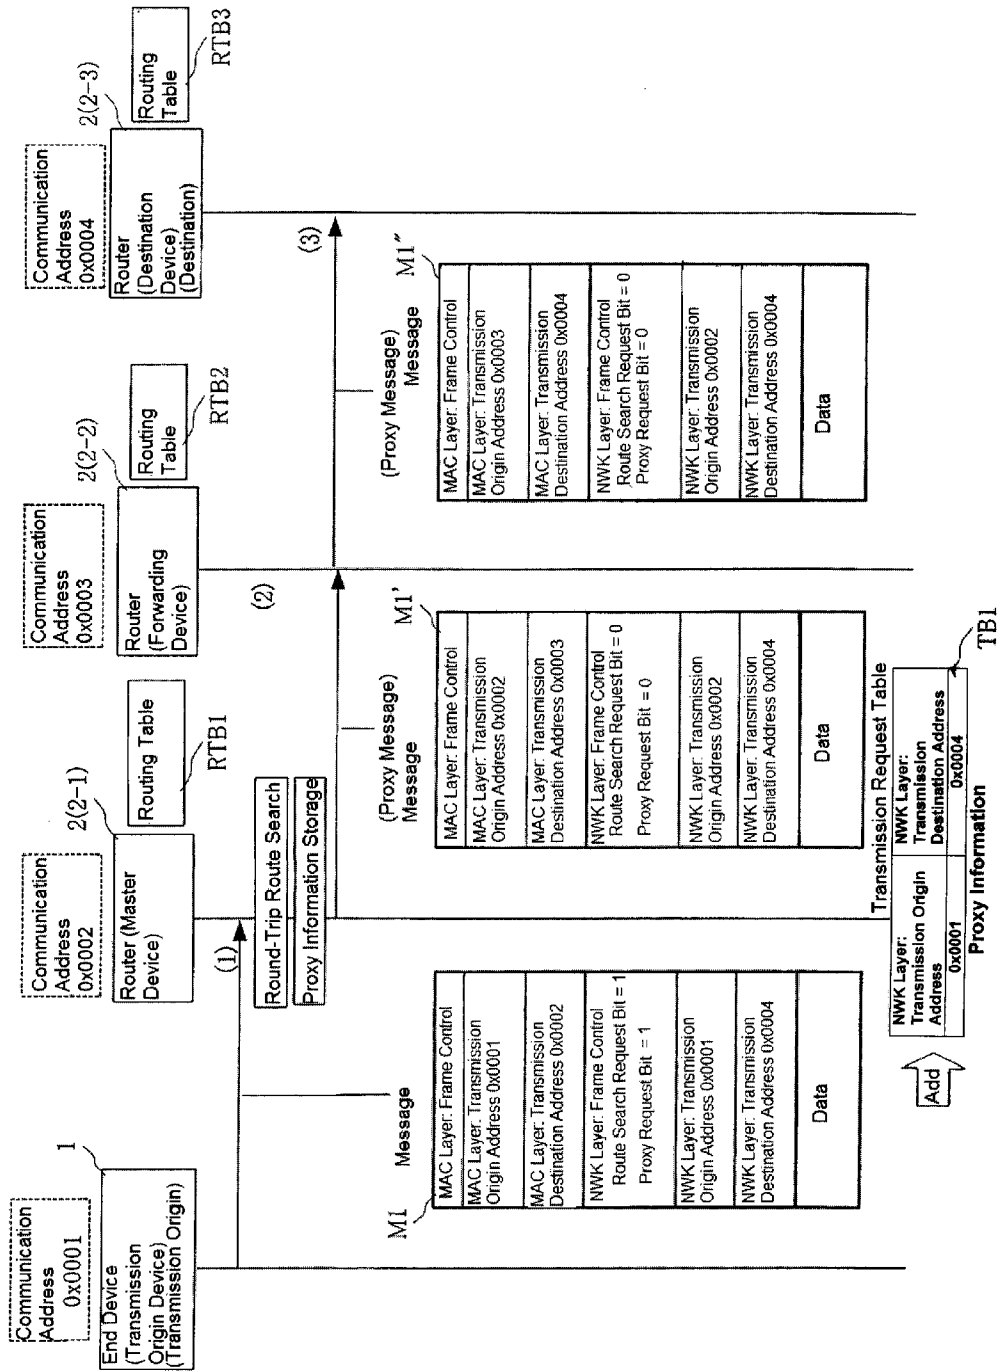 Communication
Address
0x0001
1
End Device
(Transmission
Origin Device)
(Transmission Origin)
Communication
Address
0x0002
2(2-1)
Router (Master
Device)
Routing Table
RTB1
Communication
Address
0x0003
2(2-2)
Router
(Forwarding
Device)
Routing
Table
RTB2
Communication
Address
0x0004
2(2-3)
Router
(Destination
Device)
(Destination)
Routing
Table
RTB3
(1)
Round-Trip Route Search
Proxy Information Storage
(2)
(3)
Message
M1
MAC Layer: Frame Control
MAC Layer: Transmission
Origin Address 0x0001
MAC Layer: Transmission
Destination Address 0x0002
NWK Layer: Frame Control
Route Search Request Bit = 1
Proxy Request Bit = 1
NWK Layer: Transmission
Origin Address 0x0001
NWK Layer: Transmission
Destination Address 0x0004
Data
(Proxy Message)
Message
M1'
MAC Layer: Frame Control
MAC Layer: Transmission
Origin Address 0x0002
MAC Layer: Transmission
Destination Address 0x0003
NWK Layer: Frame Control
Route Search Request Bit = 0
Proxy Request Bit = 0
NWK Layer: Transmission
Origin Address 0x0002
NWK Layer: Transmission
Destination Address 0x0004
Data
(Proxy Message)
Message
M1"
MAC Layer: Frame Control
MAC Layer: Transmission
Origin Address 0x0003
MAC Layer: Transmission
Destination Address 0x0004
NWK Layer: Frame Control
Route Search Request Bit = 0
Proxy Request Bit = 0
NWK Layer: Transmission
Origin Address 0x0002
NWK Layer: Transmission
Destination Address 0x0004
Data
Add
Transmission Request Table
NWK Layer:
Transmission Origin
Address
NWK Layer:
Transmission
Destination Address
0x0001
0x0004
Proxy Information
TB1